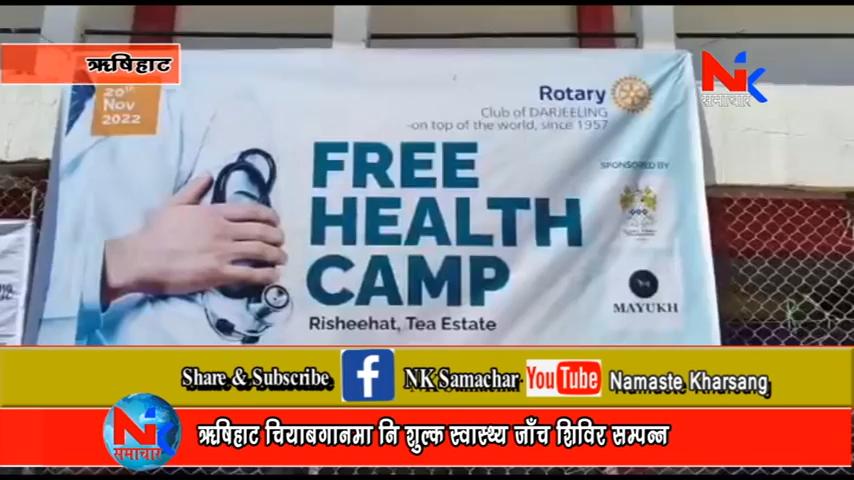 ऋषिहाट
NK
समाचार
20th
Nov
2022
Rotary
Club of DARJEELING
-on top of the world, since 1957
FREE
HEALTH
CAMP
Risheehat, Tea Estate
SPONSORED BY
MAYUKH
Share & Subscribe f NK Samachar YouTube Namaste Kharsang
NK
समाचार
ऋषिहाट चियाबगानमा नि शुल्क स्वास्थ्य जाँच शिविर सम्पन्न